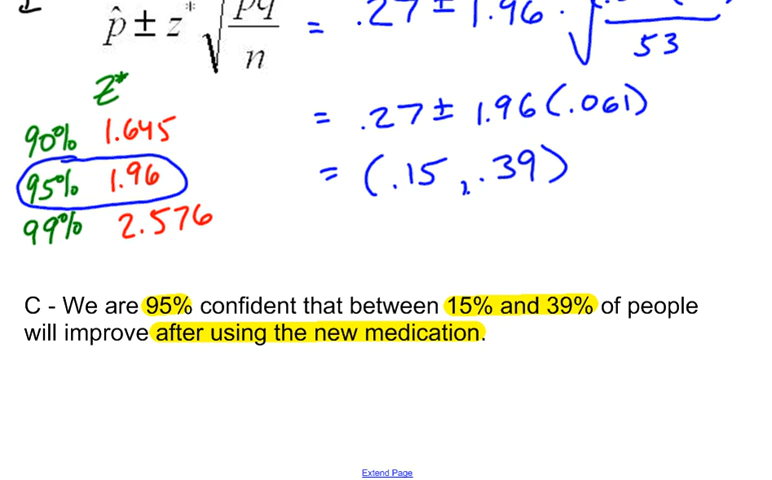 p̂ ± z* √pq/n = .27 ± 1.96 ·
53
z*
= .27 ± 1.96 (.061)
90% 1.645
= (.15, .39)
95% 1.96
99% 2.576
C - We are 95% confident that between 15% and 39% of people
will improve after using the new medication.
Extend Page